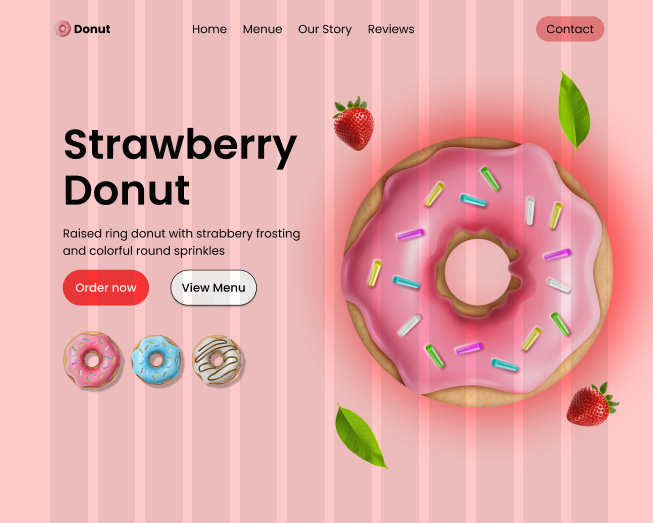 Donut
Home Menue Our Story Reviews
Contact
Strawberry
Donut
Raised ring donut with strabbery frosting
and colorful round sprinkles
Order now
View Menu